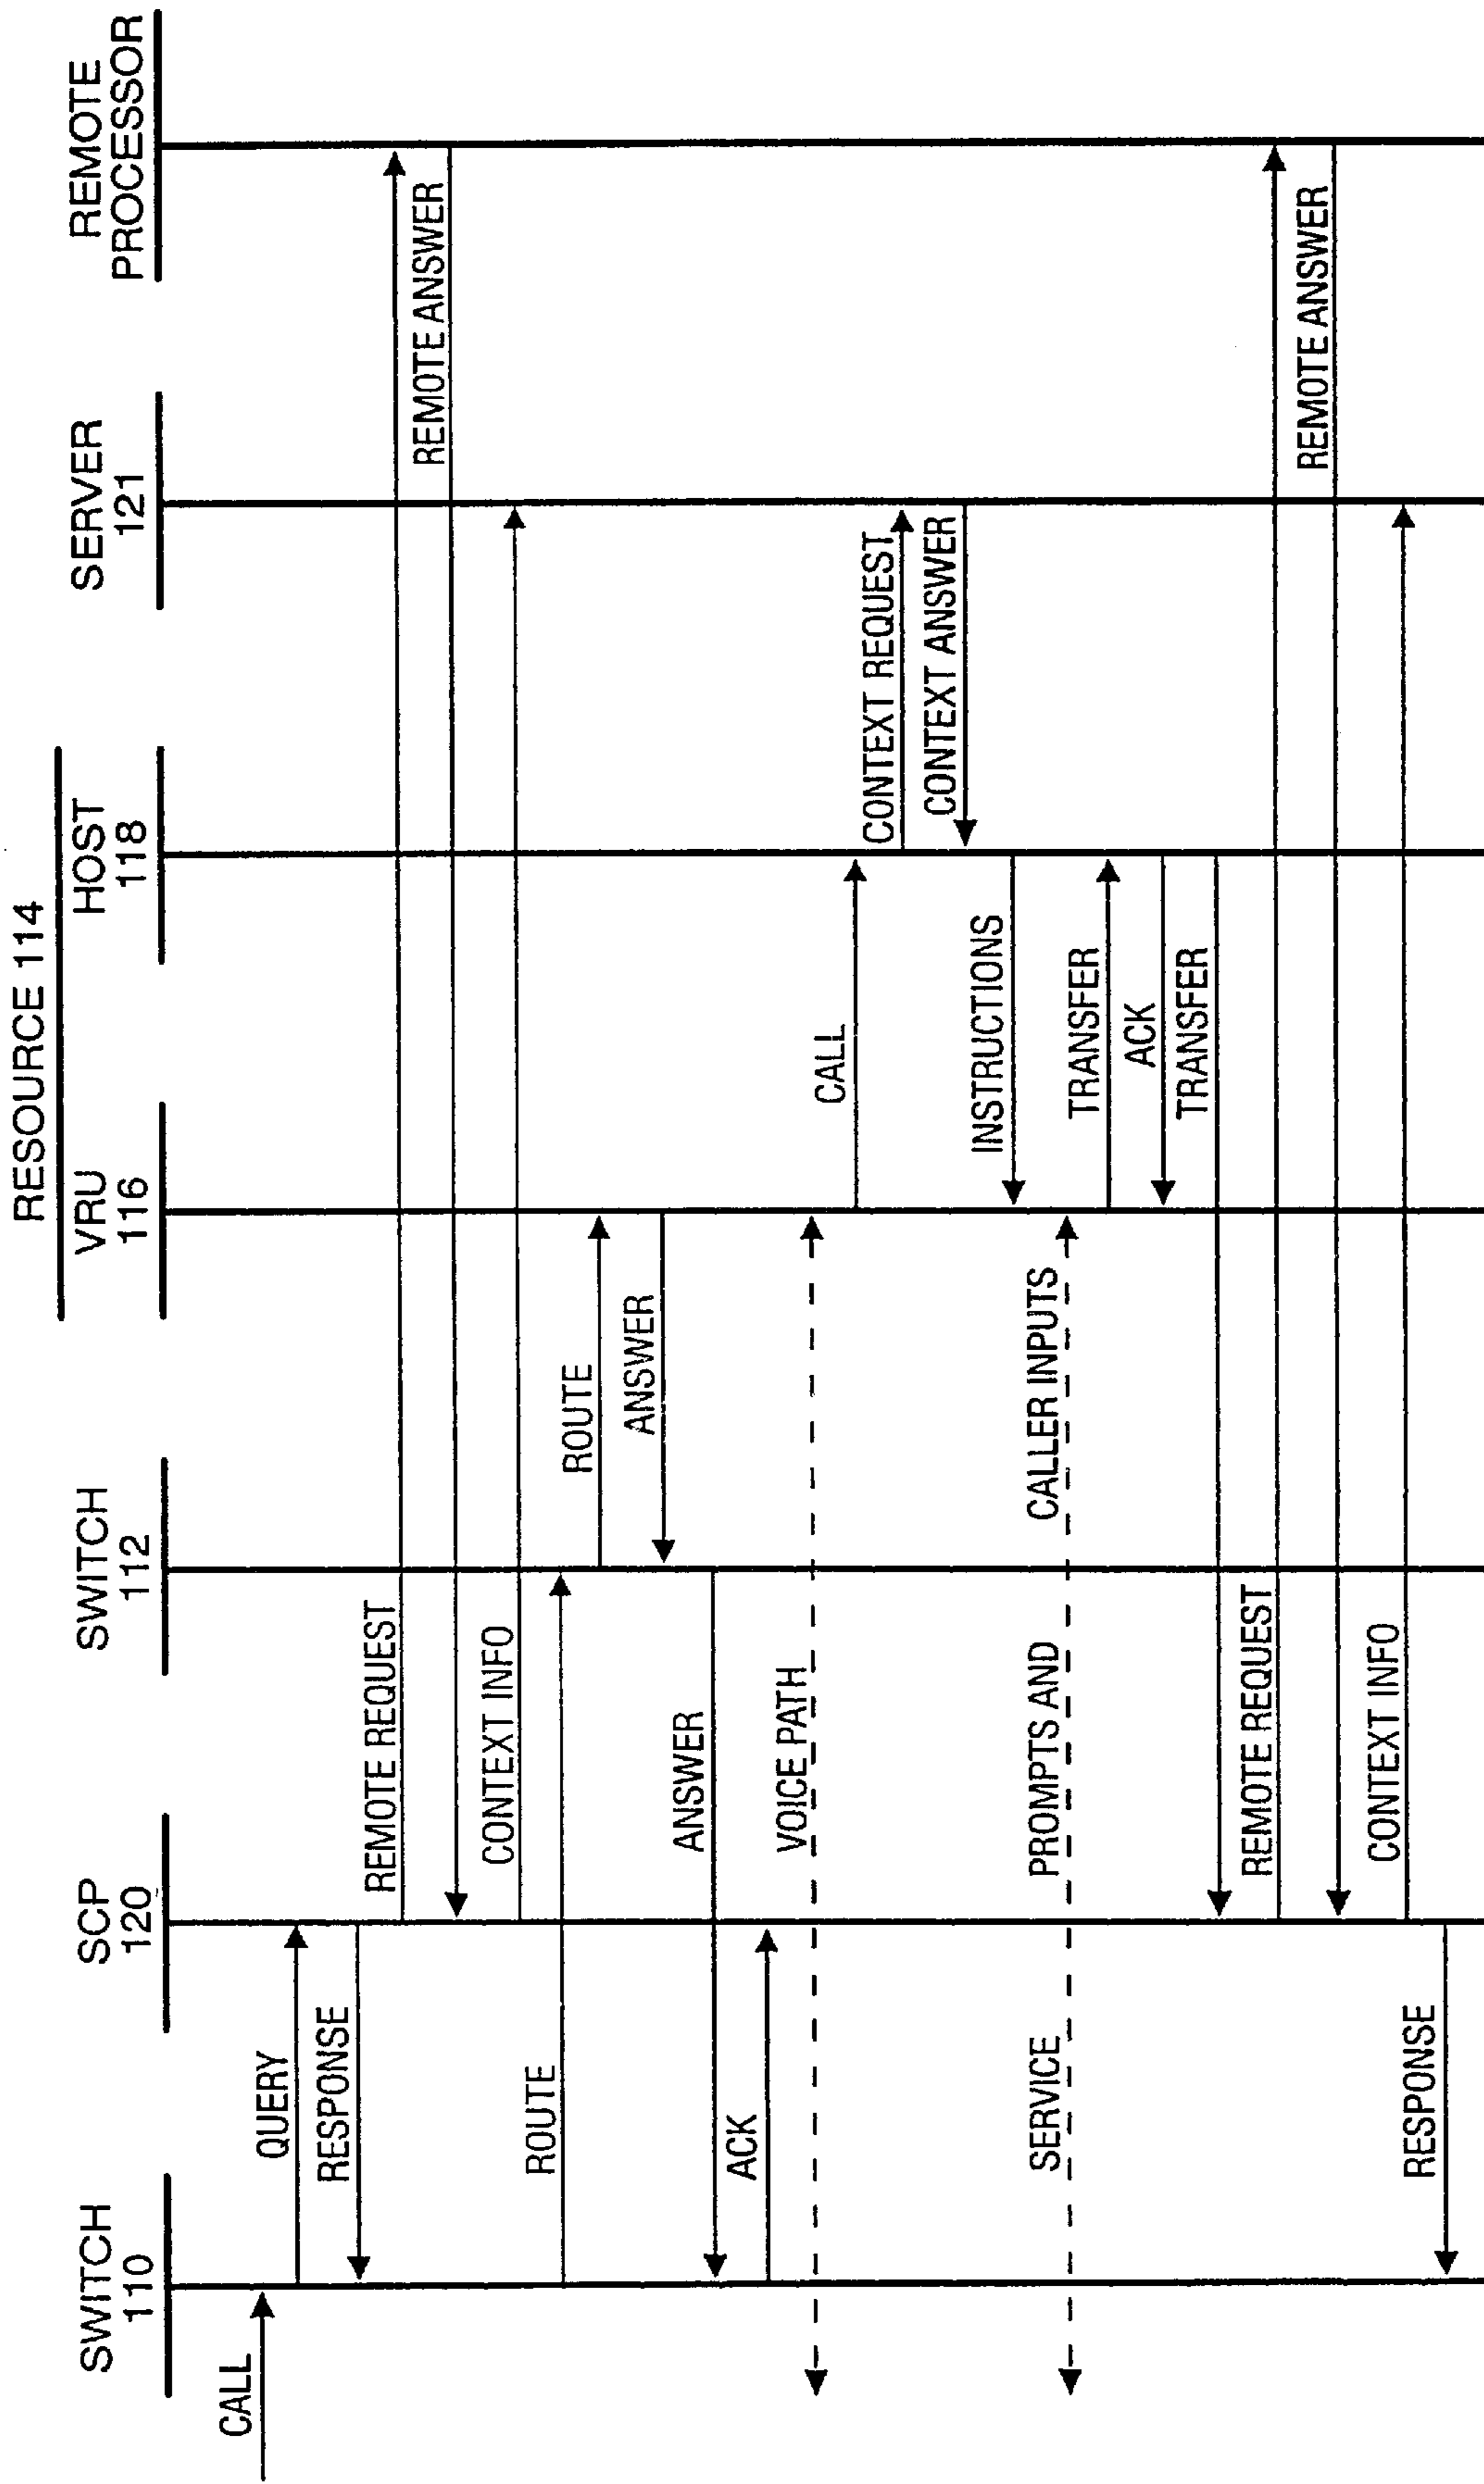 RESOURCE 114
SWITCH
110
SCP
120
SWITCH
112
VRU
116
HOST
118
SERVER
121
REMOTE
PROCESSOR
CALL
QUERY
RESPONSE
REMOTE REQUEST
REMOTE ANSWER
CONTEXT INFO
ROUTE
ROUTE
ANSWER
ANSWER
ACK
VOICE PATH
CALL
CONTEXT REQUEST
CONTEXT ANSWER
INSTRUCTIONS
SERVICE PROMPTS AND CALLER INPUTS
TRANSFER
ACK
TRANSFER
REMOTE REQUEST
REMOTE ANSWER
CONTEXT INFO
RESPONSE